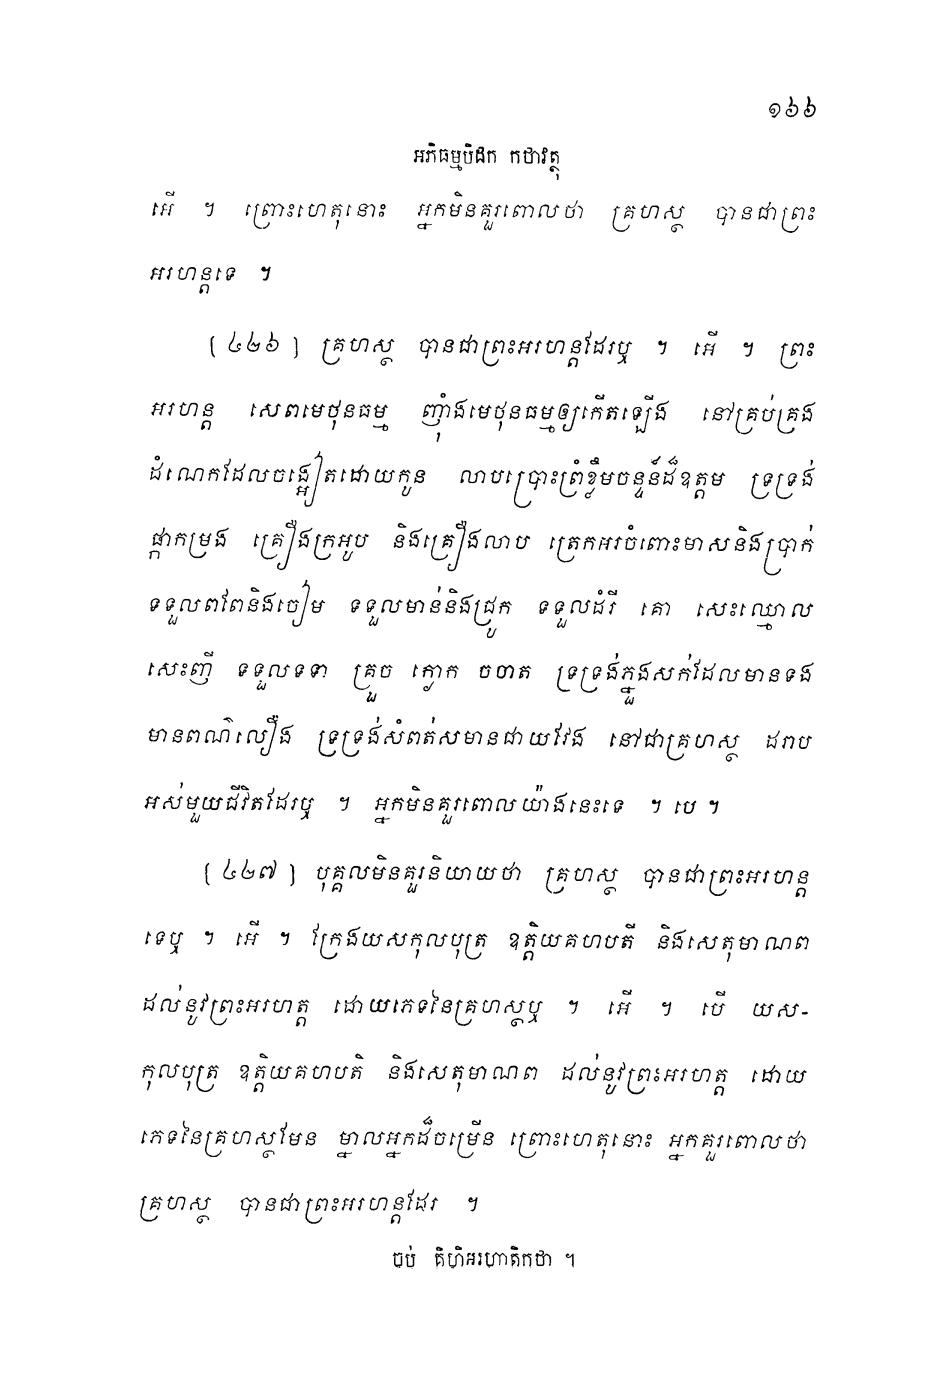 ១៦៦
អភិធម្មបិដក កថាវត្ថុ
អើ ។ ព្រោះហេតុនោះ អ្នកមិនគួរពោលថា គ្រហស្ថ បានជាព្រះ
អរហន្តទេ ។
[៤២៦] គ្រហស្ថ បានជាព្រះអរហន្តដែរឬ ។ អើ ។ ព្រះ
អរហន្ត សេពមេថុនធម្ម ញុំាងមេថុនធម្មឲ្យកើតឡើង នៅគ្រប់គ្រង
ដំណេកដែលចង្អៀតដោយកូន លាបប្រោះព្រំខ្លឹមចន្ទន៍ដ៏ឧត្តម ទ្រទ្រង់
ផ្កាកម្រង គ្រឿងក្រអូប និងគ្រឿងលាប ត្រេកអរចំពោះមាសនិងប្រាក់
ទទួលពពែនិងចៀម ទទួលមាន់និងជ្រូក ទទួលដំរី គោ សេះឈ្មោល
សេះញី ទទួលទទា គ្រួច ក្លោក ចចាត ទ្រទ្រង់ភ្នួងសក់ដែលមានទង
មានពណ៌លឿង ទ្រទ្រង់សំពត់សមានជាយវែង នៅជាគ្រហស្ថ ដរាប
អស់មួយជីវិតដែរឬ ។ អ្នកមិនគួរពោលយ៉ាងនេះទេ ។ បេ ។
[៤២៧] បុគ្គលមិនគួរនិយាយថា គ្រហស្ថ បានជាព្រះអរហន្ត
ទេឬ ។ អើ ។ ក្រែងយសកុលបុត្រ ឧត្តិយគហបតី និងសេតុមាណព
ដល់នូវព្រះអរហត្ត ដោយភេទនៃគ្រហស្ថឬ ។ អើ ។ បើ យស-
កុលបុត្រ ឧត្តិយគហបតិ និងសេតុមាណព ដល់នូវព្រះអរហត្ត ដោយ
ភេទនៃគ្រហស្ថមែន ម្នាលអ្នកដ៏ចម្រើន ព្រោះហេតុនោះ អ្នកគួរពោលថា
គ្រហស្ថ បានជាព្រះអរហន្តដែរ ។
ចប់ គិហិអរហាតិកថា ។